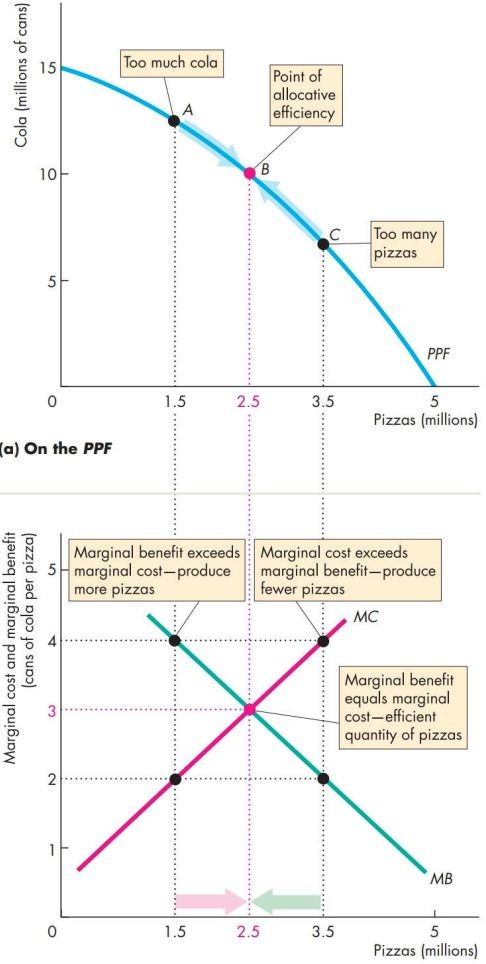 Cola (millions of cans)
15
10
5
0
Too much cola
A
Point of
allocative
efficiency
B
C
Too many
pizzas
PPF
1.5
2.5
3.5
5
Pizzas (millions)
(a) On the PPF
Marginal cost and marginal benefit
(cans of cola per pizza)
5
4
3
2
1
0
Marginal benefit exceeds
marginal cost—produce
more pizzas
Marginal cost exceeds
marginal benefit—produce
fewer pizzas
MC
Marginal benefit
equals marginal
cost—efficient
quantity of pizzas
MB
1.5
2.5
3.5
5
Pizzas (millions)